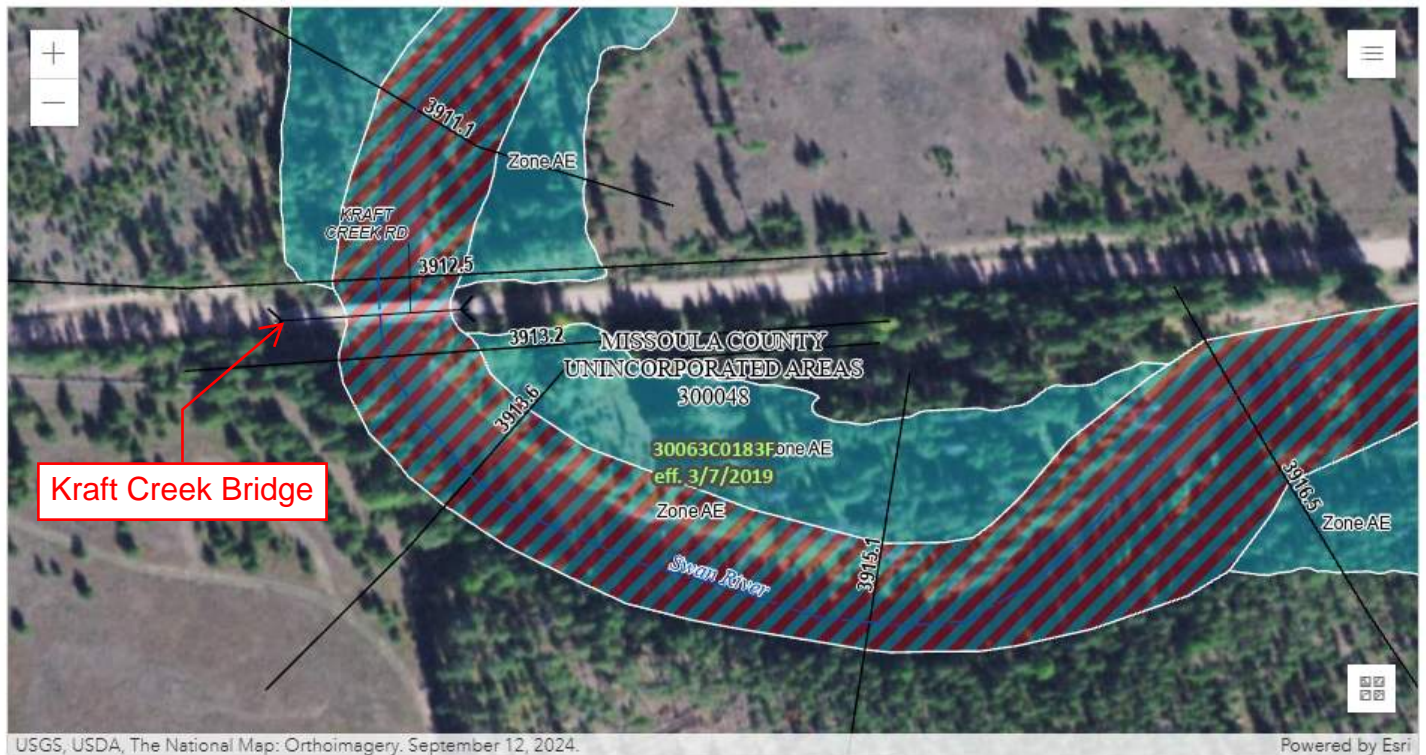 3911.1
Zone AE
KRAFT
CREEK RD
3912.5
3913.2
MISSOULA COUNTY
UNINCORPORATED AREAS
300048
3913.6
30063C0183F
one AE
eff. 3/7/2019
Zone AE
3916.5
Zone AE
Kraft Creek Bridge
3915.1
Swan River
USGS, USDA, The National Map: Orthoimagery. September 12, 2024.
Powered by Esri